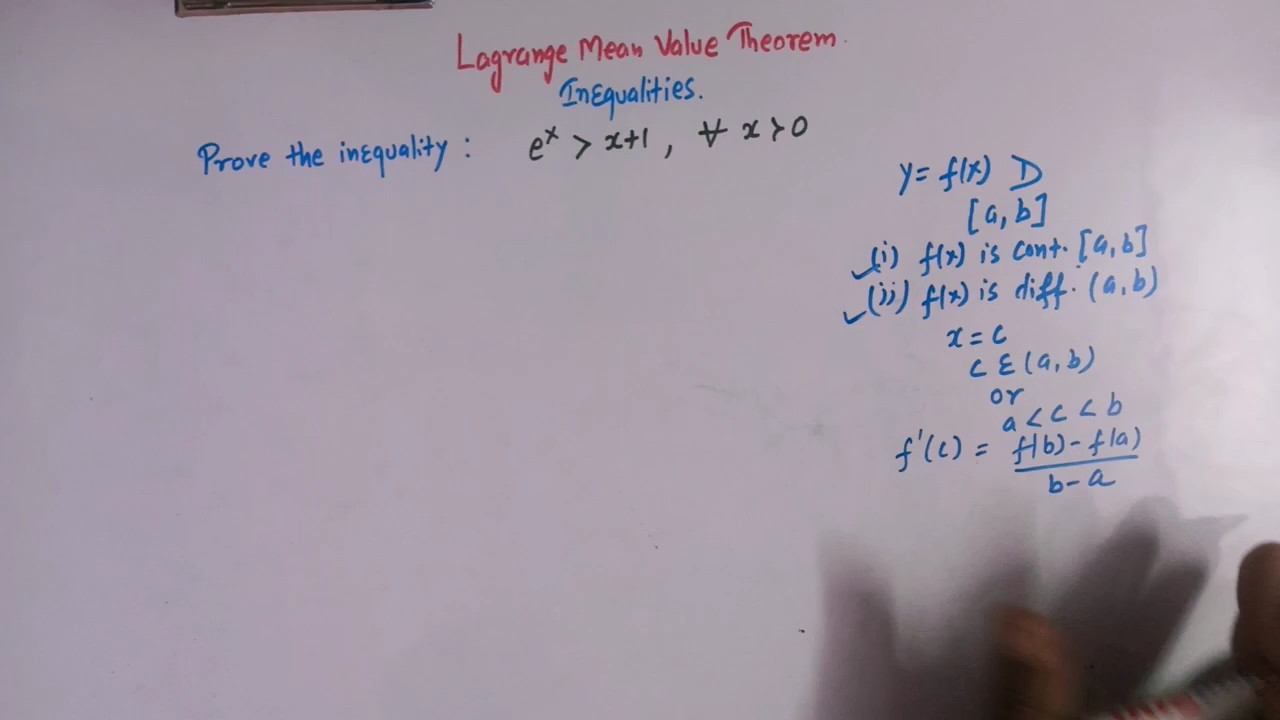 Lagrange Mean Value Theorem.
Inequalities.
Prove the inequality : e^x > x+1 , ∀ x > 0
y = f(x) D
[a, b]
(i) f(x) is cont. [a, b]
(ii) f(x) is diff. (a, b)
x = c
c ε (a, b)
or
a < c < b
f'(c) = f(b) - f(a) / b - a